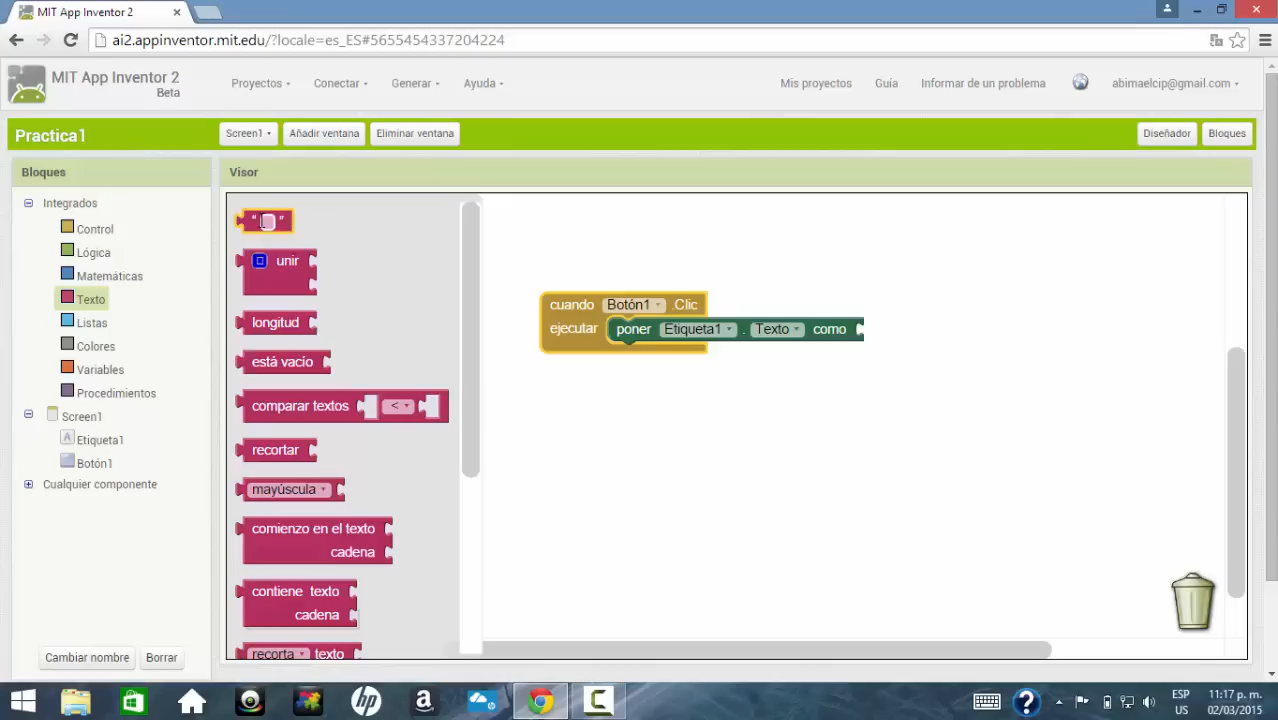 MIT App Inventor 2
ai2.appinventor.mit.edu/?locale=es_ES#5655454337204224
MIT App Inventor 2
Beta
Proyectos
Conectar
Generar
Ayuda
Mis proyectos
Guía
Informar de un problema
abimaelcip@gmail.com
Practica1
Screen1
Añadir ventana
Eliminar ventana
Diseñador
Bloques
Bloques
Visor
Integrados
Control
Lógica
Matemáticas
Texto
Listas
Colores
Variables
Procedimientos
Screen1
Etiqueta1
Botón1
Cualquier componente
Cambiar nombre
Borrar
“ ”
unir
longitud
está vacío
comparar textos <
recortar
mayúscula
comienzo en el texto
cadena
contiene texto
cadena
recorta texto
cuando Botón1 .Clic
ejecutar poner Etiqueta1 . Texto como
ESP
US
11:17 p. m.
02/03/2015